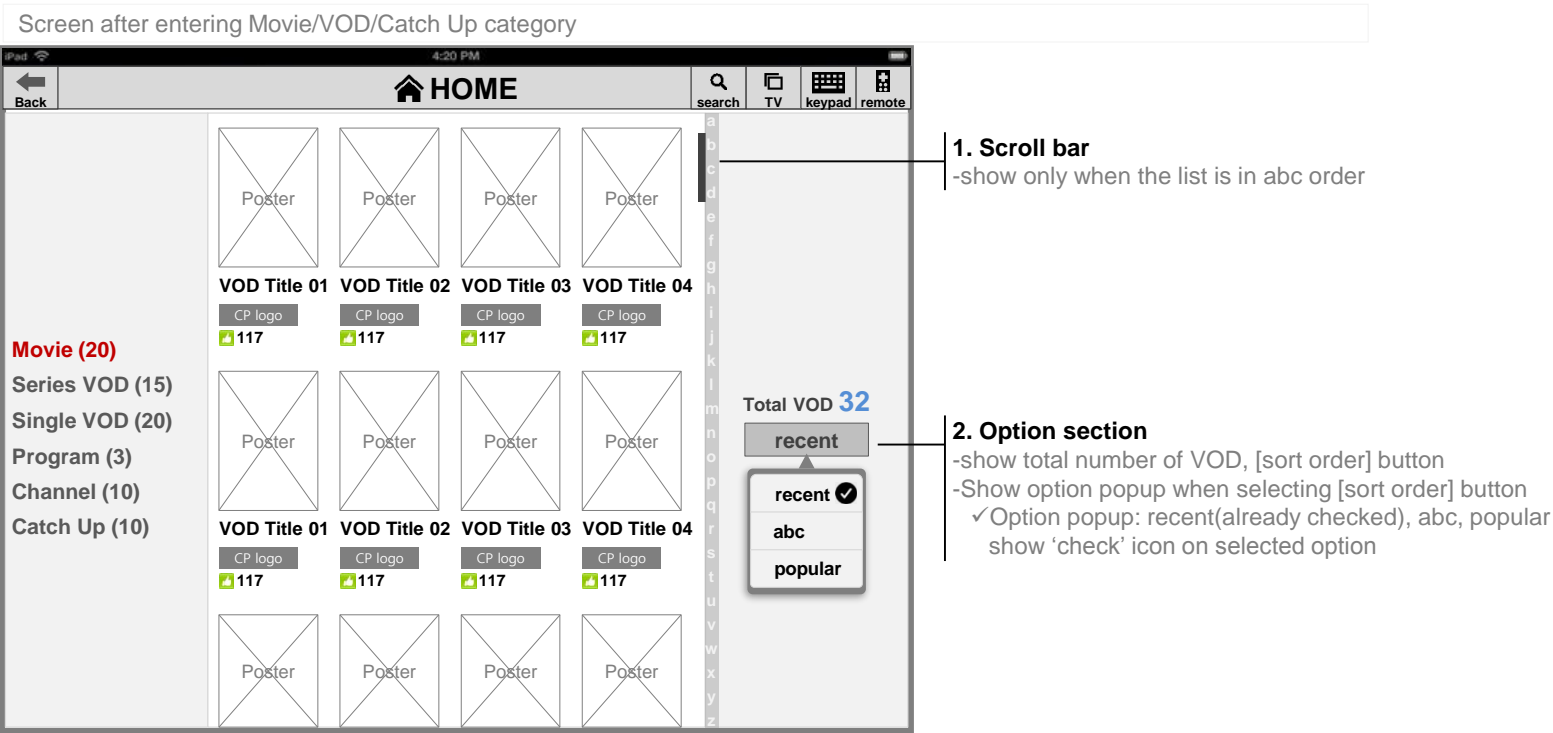 Screen after entering Movie/VOD/Catch Up category
iPad 4:20 PM
Back
HOME
search TV keypad remote
Movie (20)
Series VOD (15)
Single VOD (20)
Program (3)
Channel (10)
Catch Up (10)
Poster Poster Poster Poster
VOD Title 01 VOD Title 02 VOD Title 03 VOD Title 04
CP logo CP logo CP logo CP logo
117 117 117 117
Poster Poster Poster Poster
VOD Title 01 VOD Title 02 VOD Title 03 VOD Title 04
CP logo CP logo CP logo CP logo
117 117 117 117
Poster Poster Poster Poster
a
b
c
d
e
f
g
h
i
j
k
l
m
n
o
p
q
r
s
t
u
v
w
x
y
z
Total VOD 32
recent
recent
abc
popular
1. Scroll bar
-show only when the list is in abc order
2. Option section
-show total number of VOD, [sort order] button
-Show option popup when selecting [sort order] button
✓Option popup: recent(already checked), abc, popular
show ‘check’ icon on selected option